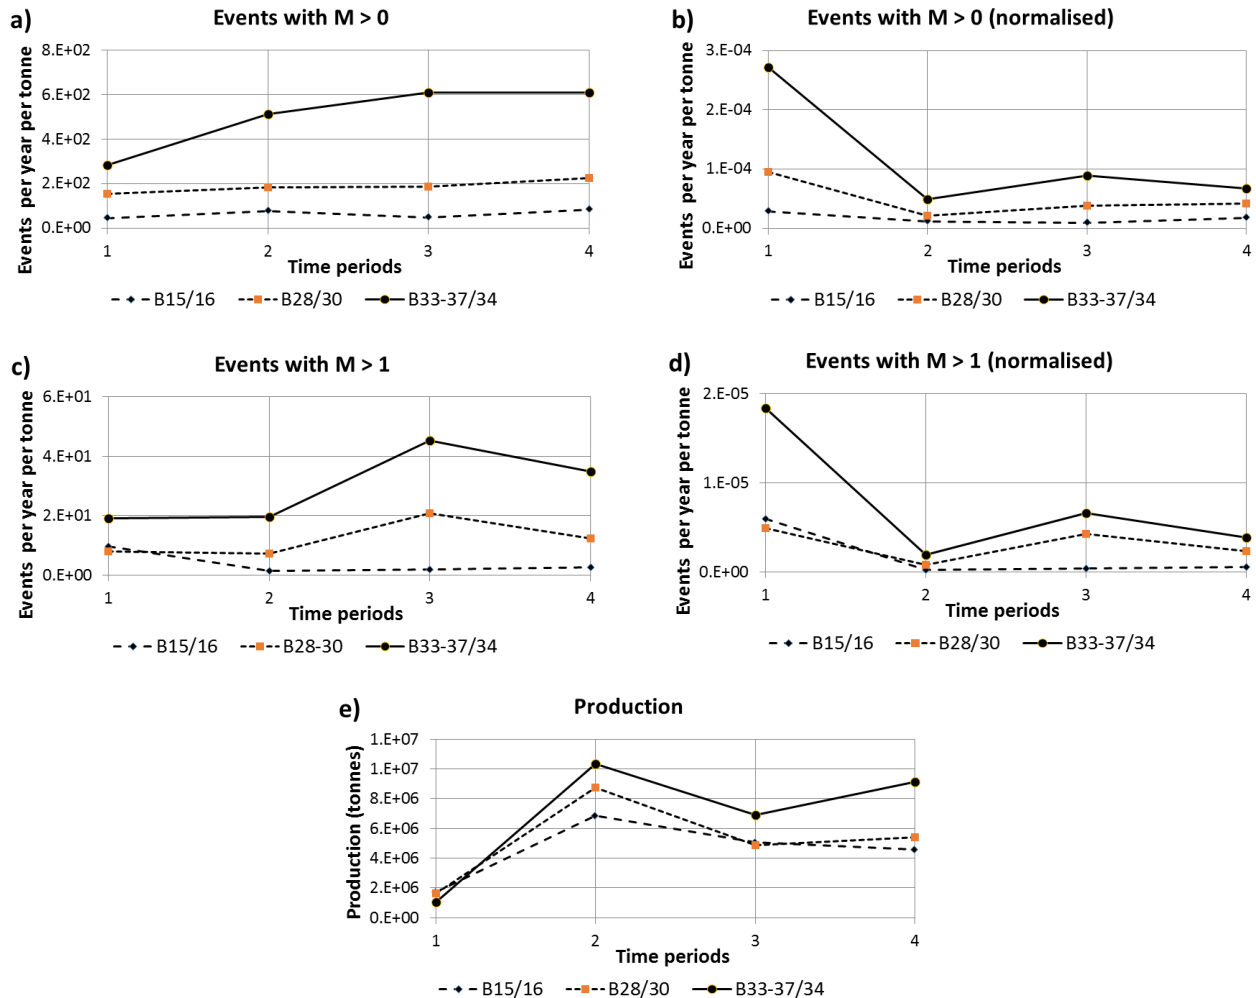 a) Events with M > 0
Events per year per tonne
8.E+02
6.E+02
4.E+02
2.E+02
0.E+00
1 2 3 4
Time periods
B15/16 B28/30 B33-37/34
b) Events with M > 0 (normalised)
Events per year per tonne
3.E-04
2.E-04
1.E-04
0.E+00
1 2 3 4
Time periods
B15/16 B28/30 B33-37/34
c) Events with M > 1
Events per year per tonne
6.E+01
4.E+01
2.E+01
0.E+00
1 2 3 4
Time periods
B15/16 B28-30 B33-37/34
d) Events with M > 1 (normalised)
Events per year per tonne
2.E-05
1.E-05
0.E+00
1 2 3 4
Time periods
B15/16 B28/30 B33-37/34
e) Production
Production (tonnes)
1.E+07
1.E+07
8.E+06
6.E+06
4.E+06
2.E+06
0.E+00
1 2 3 4
Time periods
B15/16 B28/30 B33-37/34